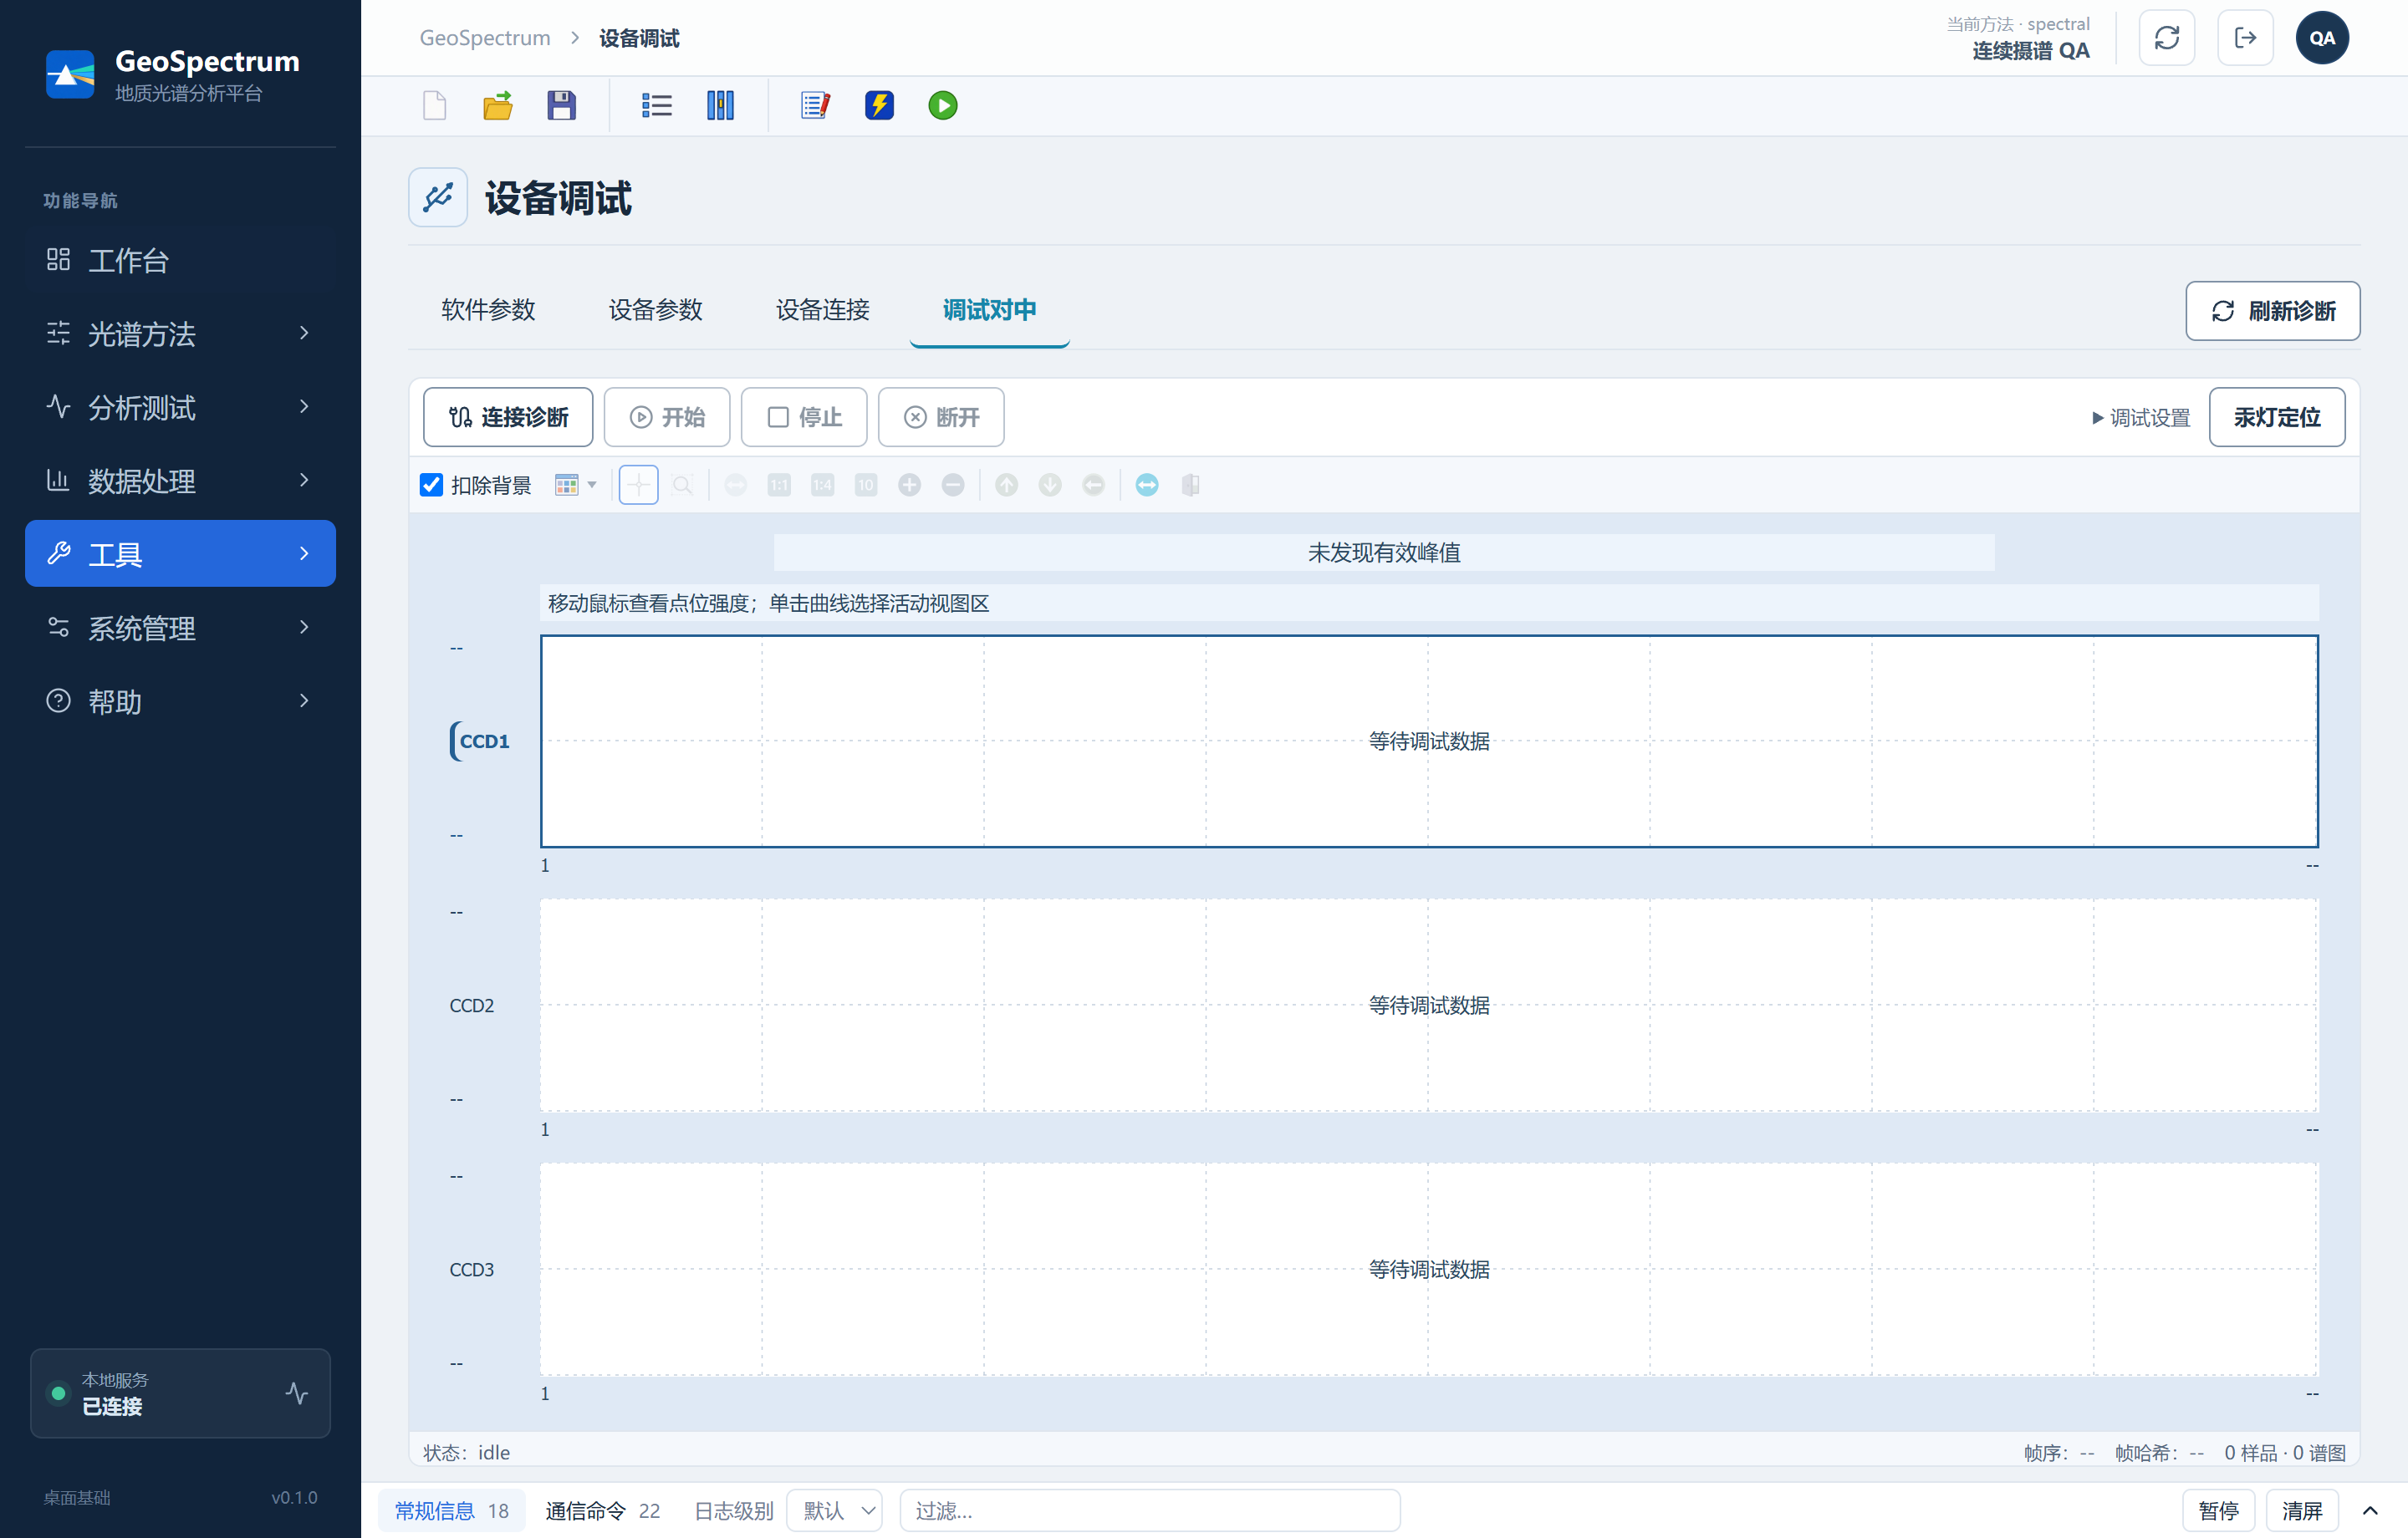 GeoSpectrum
地质光谱分析平台
功能导航
工作台
光谱方法
分析测试
数据处理
工具
系统管理
帮助
本地服务
已连接
桌面基础 v0.1.0
GeoSpectrum > 设备调试
当前方法 · spectral
连续摄谱 QA
QA
设备调试
软件参数 设备参数 设备连接 调试对中 刷新诊断
连接诊断 开始 停止 断开 调试设置 汞灯定位
扣除背景 1:1 1:4 10
未发现有效峰值
移动鼠标查看点位强度；单击曲线选择活动视图区
--
CCD1 等待调试数据
--
1 --
--
CCD2 等待调试数据
--
1 --
--
CCD3 等待调试数据
--
1 --
状态：idle 帧序：-- 帧哈希：-- 0 样品 · 0 谱图
常规信息 18 通信命令 22 日志级别 默认 过滤... 暂停 清屏